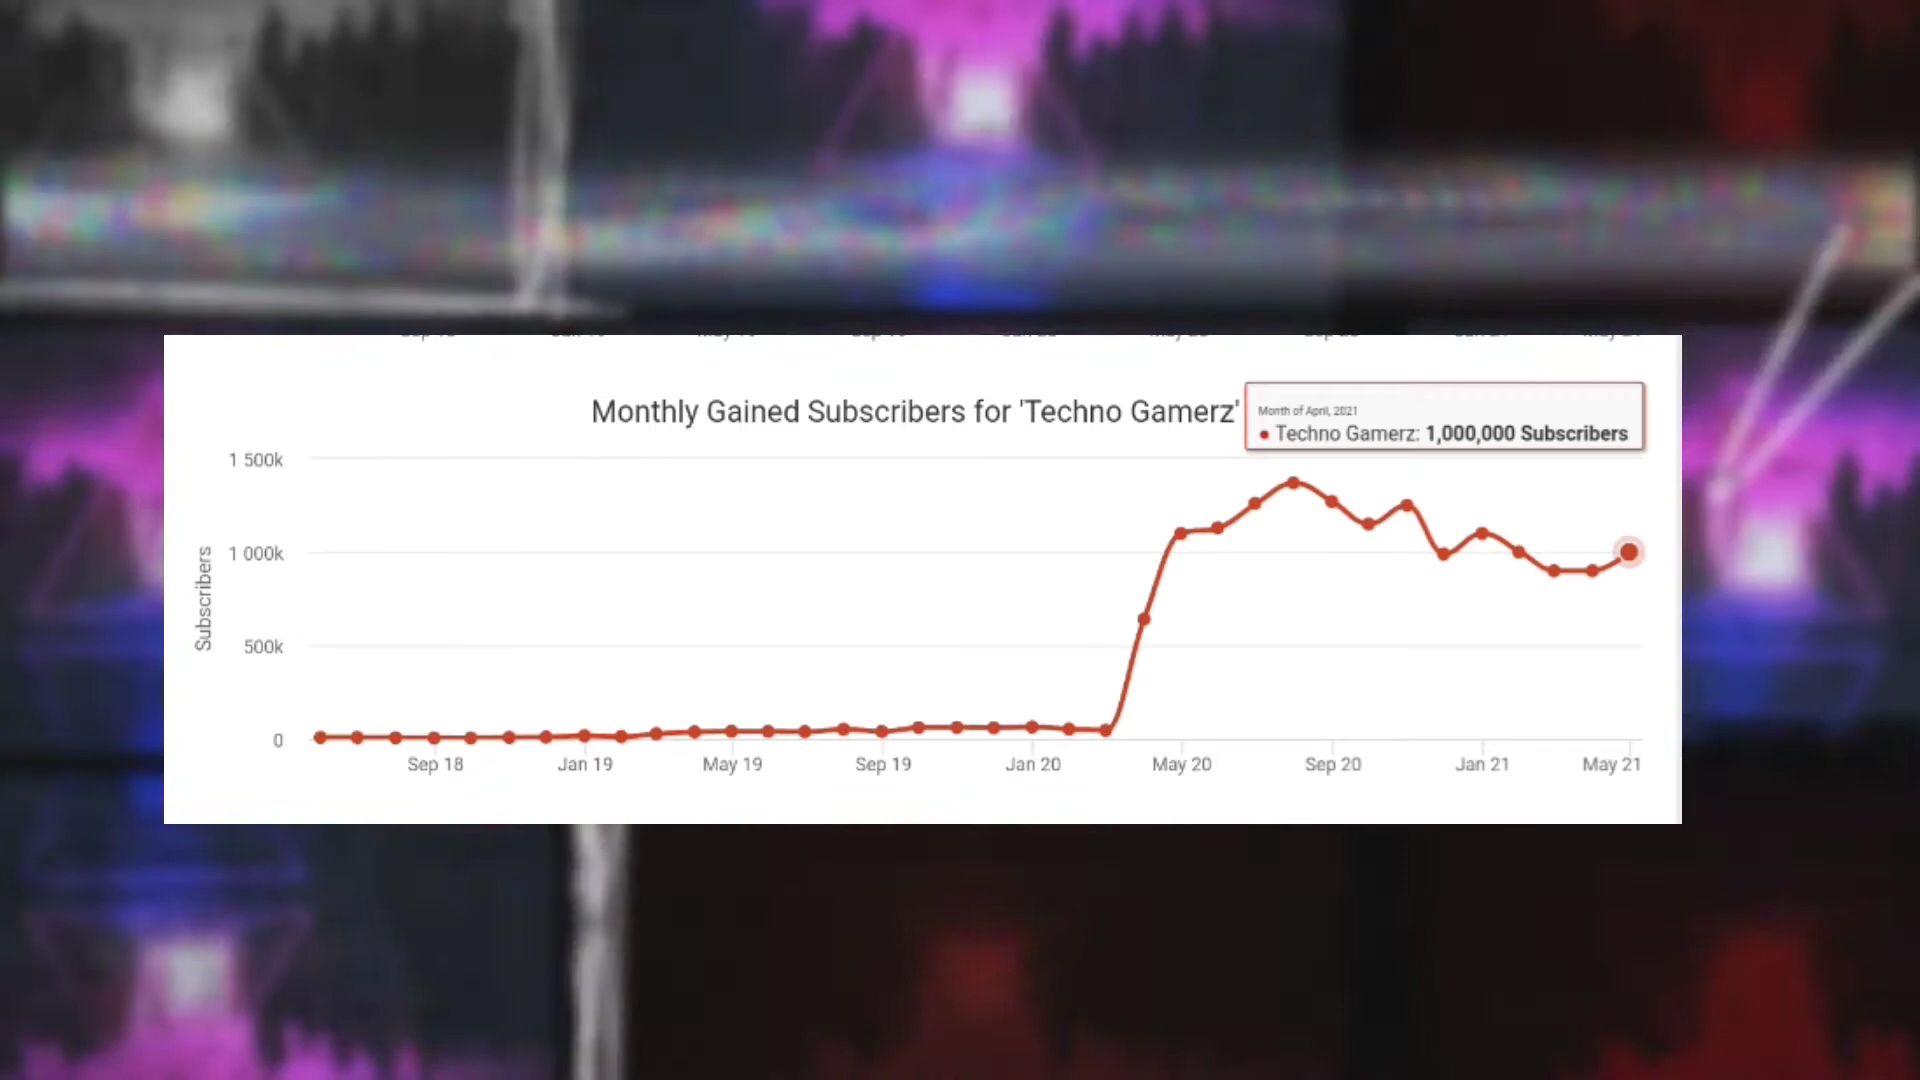 Monthly Gained Subscribers for 'Techno Gamerz'
Month of April, 2021
Techno Gamerz: 1,000,000 Subscribers
1 500k
1 000k
500k
0
Subscribers
Sep 18 Jan 19 May 19 Sep 19 Jan 20 May 20 Sep 20 Jan 21 May 21